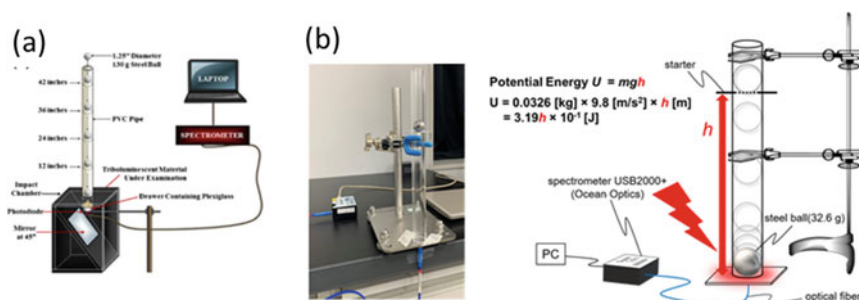 (a)
1.25" Diameter
130 g Steel Ball
42 inches
36 inches
24 inches
12 inches
PVC Pipe
LAPTOP
SPECTROMETER
Impact
Chamber
Triboluminescent Material
Under Examination
Drawer Containing Plexiglass
Photodiode
Mirror
at 45°
(b)
Potential Energy U = mgh
U = 0.0326 [kg] × 9.8 [m/s²] × h [m]
= 3.19h × 10⁻¹ [J]
starter
h
spectrometer USB2000+
(Ocean Optics)
PC
steel ball(32.6 g)
optical fiber